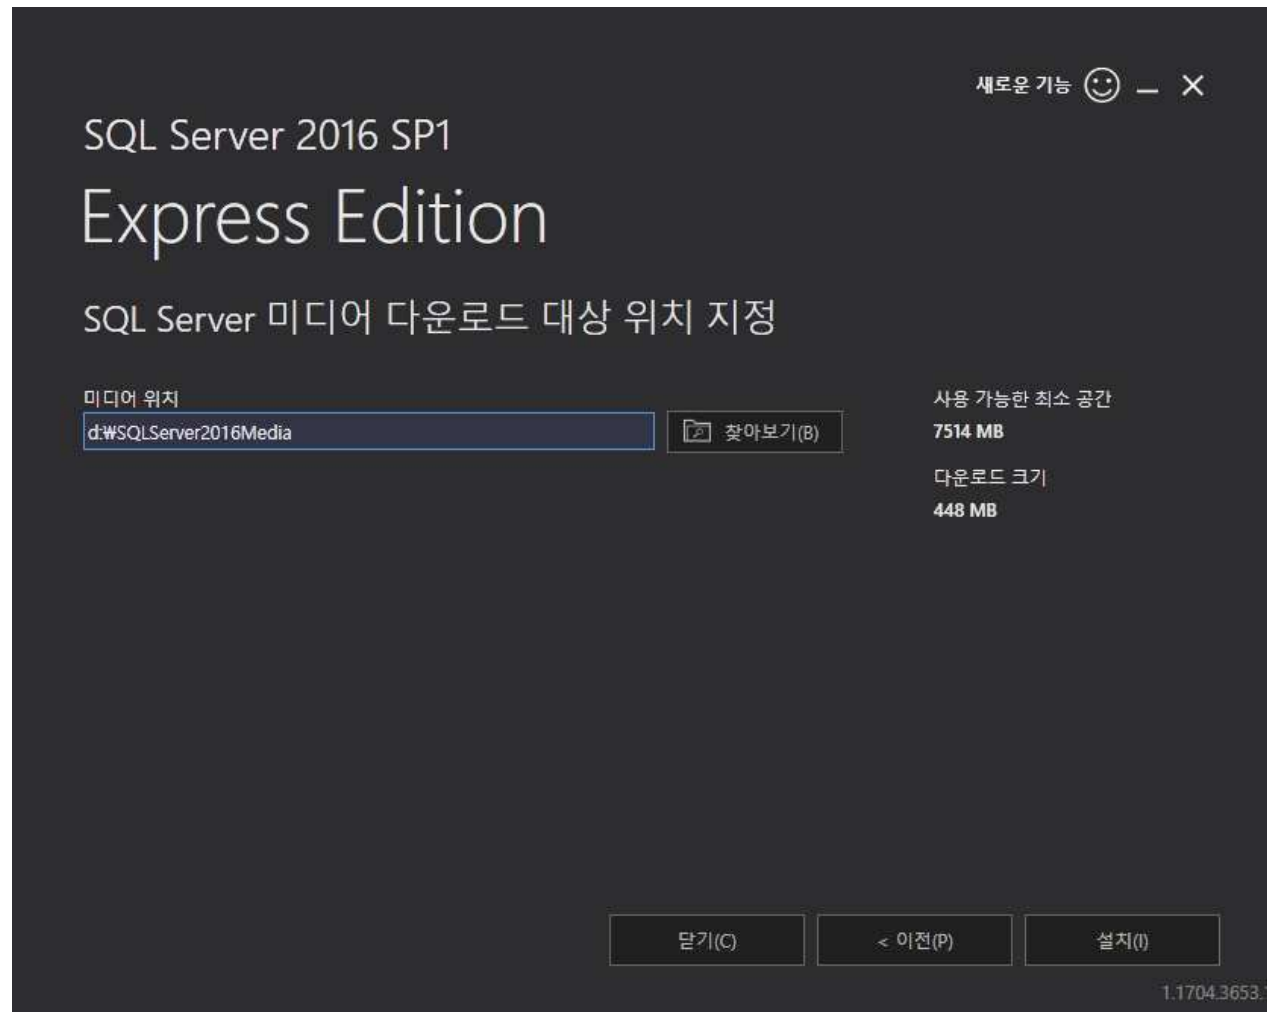 새로운 기능
SQL Server 2016 SP1
Express Edition
SQL Server 미디어 다운로드 대상 위치 지정
미디어 위치
d:₩SQLServer2016Media
찾아보기(B)
사용 가능한 최소 공간
7514 MB
다운로드 크기
448 MB
닫기(C)
< 이전(P)
설치(I)
1.1704.3653.